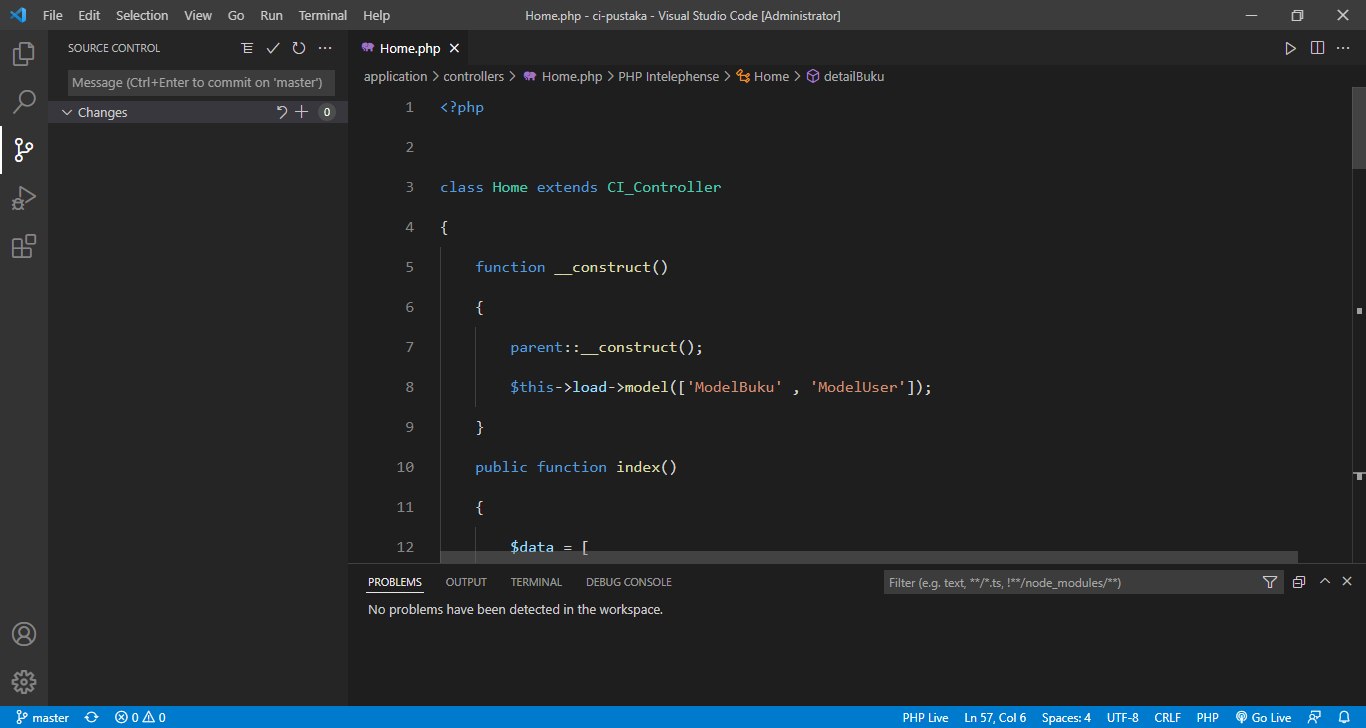 File Edit Selection View Go Run Terminal Help Home.php - ci-pustaka - Visual Studio Code [Administrator]
SOURCE CONTROL
Message (Ctrl+Enter to commit on 'master')
Changes 0
Home.php
application > controllers > Home.php > PHP Intelephense > Home > detailBuku
1 <?php
2
3 class Home extends CI_Controller
4 {
5 function __construct()
6 {
7 parent::__construct();
8 $this->load->model(['ModelBuku' , 'ModelUser']);
9 }
10 public function index()
11 {
12 $data = [
PROBLEMS OUTPUT TERMINAL DEBUG CONSOLE Filter (e.g. text, **/*.ts, !**/node_modules/**)
No problems have been detected in the workspace.
master 0 0 PHP Live Ln 57, Col 6 Spaces: 4 UTF-8 CRLF PHP Go Live